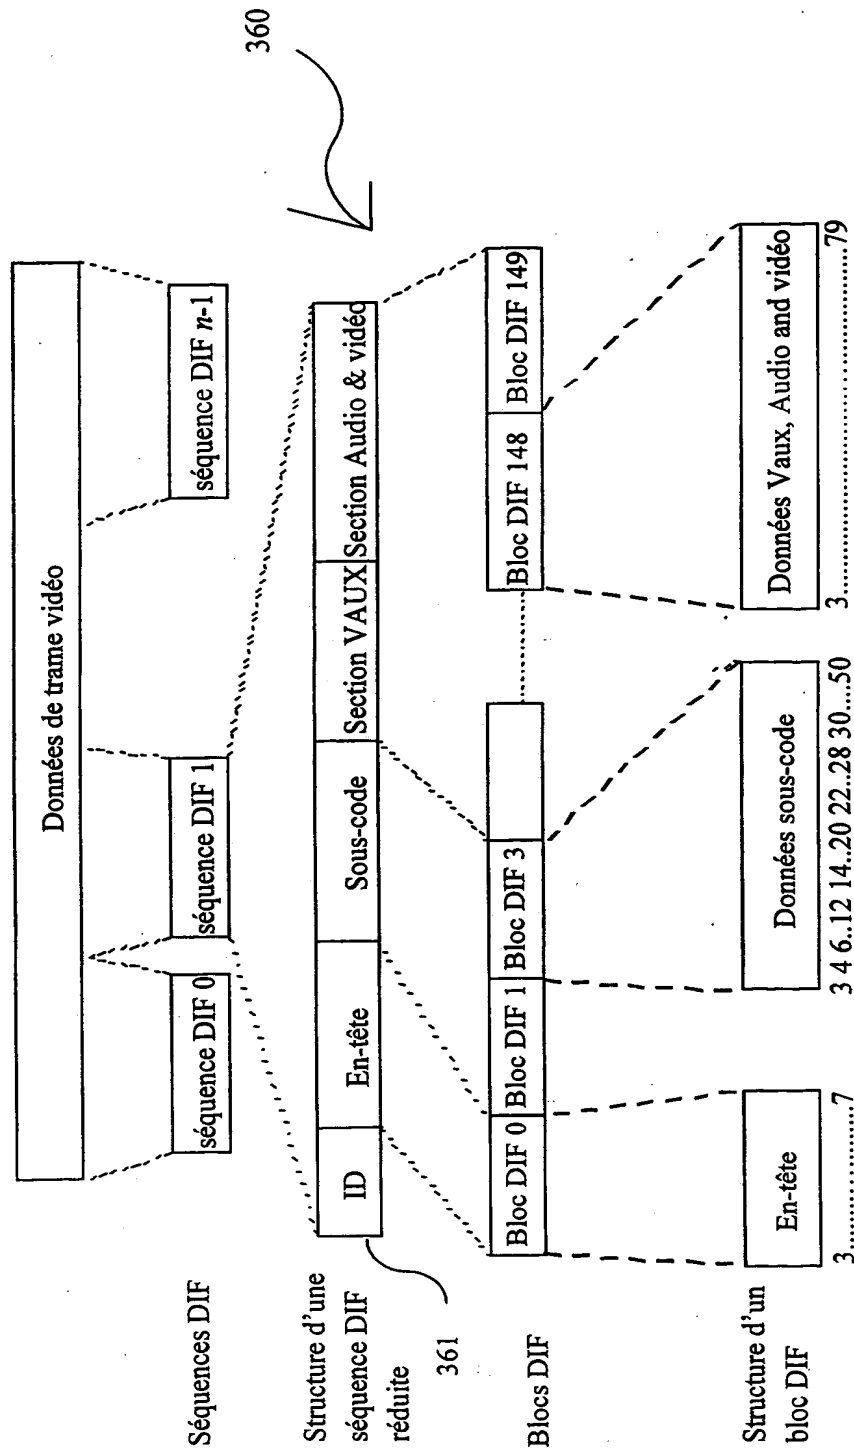 Données de trame vidéo
Séquences DIF
séquence DIF 0
séquence DIF 1
séquence DIF n-1
360
Structure d'une
séquence DIF
réduite
ID
En-tête
Sous-code
Section VAUX
Section Audio & vidéo
361
Blocs DIF
Bloc DIF 0
Bloc DIF 1
Bloc DIF 3
Bloc DIF 148
Bloc DIF 149
Structure d'un
bloc DIF
En-tête
Données sous-code
Données Vaux, Audio and vidéo
3................7
3 4 6..12 14..20 22..28 30....50
3................................79